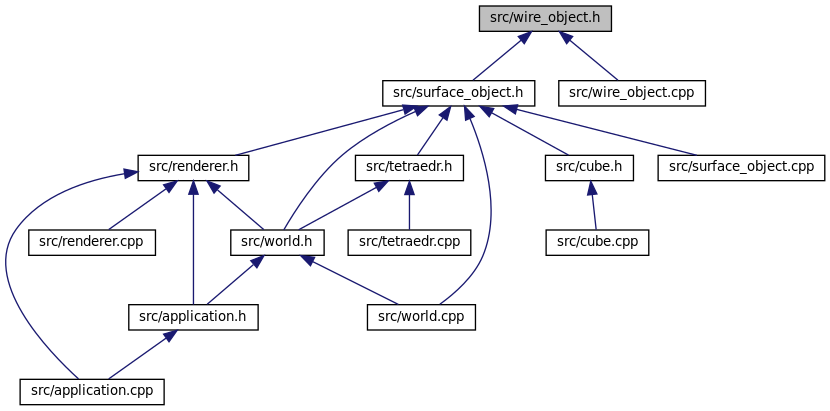 src/wire_object.h
src/surface_object.h
src/wire_object.cpp
src/renderer.h
src/tetraedr.h
src/cube.h
src/surface_object.cpp
src/renderer.cpp
src/world.h
src/tetraedr.cpp
src/cube.cpp
src/application.h
src/world.cpp
src/application.cpp